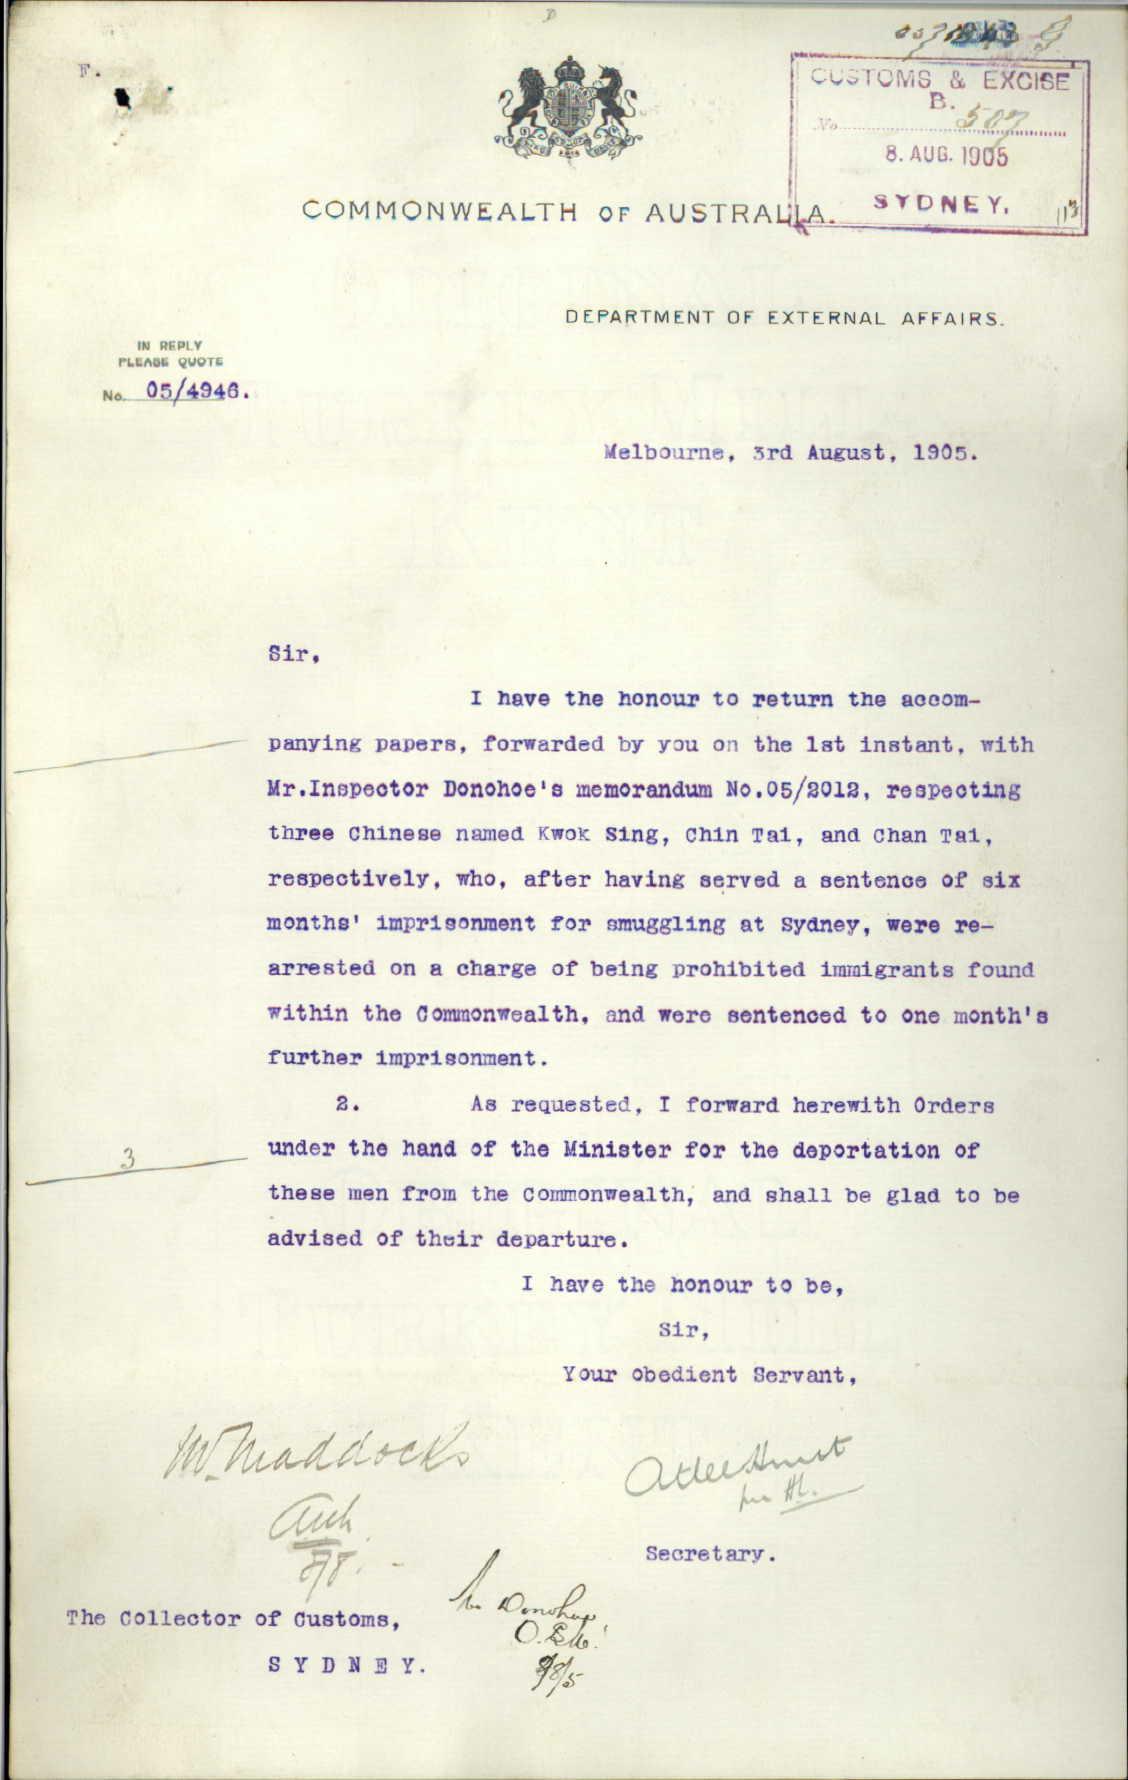 F.
CUSTOMS & EXCISE
B.
No. 507
8. AUG. 1905
SYDNEY.
COMMONWEALTH OF AUSTRALIA.
DEPARTMENT OF EXTERNAL AFFAIRS.
IN REPLY
PLEASE QUOTE
No. 05/4946.
Melbourne, 3rd August, 1905.
Sir,
I have the honour to return the accom-
panying papers, forwarded by you on the 1st instant, with
Mr.Inspector Donohoe's memorandum No.05/2012, respecting
three Chinese named Kwok Sing, Chin Tai, and Chan Tai,
respectively, who, after having served a sentence of six
months' imprisonment for smuggling at Sydney, were re-
arrested on a charge of being prohibited immigrants found
within the Commonwealth, and were sentenced to one month's
further imprisonment.
2. As requested, I forward herewith Orders
under the hand of the Minister for the deportation of
3
these men from the Commonwealth, and shall be glad to be
advised of their departure.
I have the honour to be,
Sir,
Your obedient Servant,
Mr Maddocks
Atlee Hunt
Secretary.
The Collector of Customs,
SYDNEY.
Donohoe